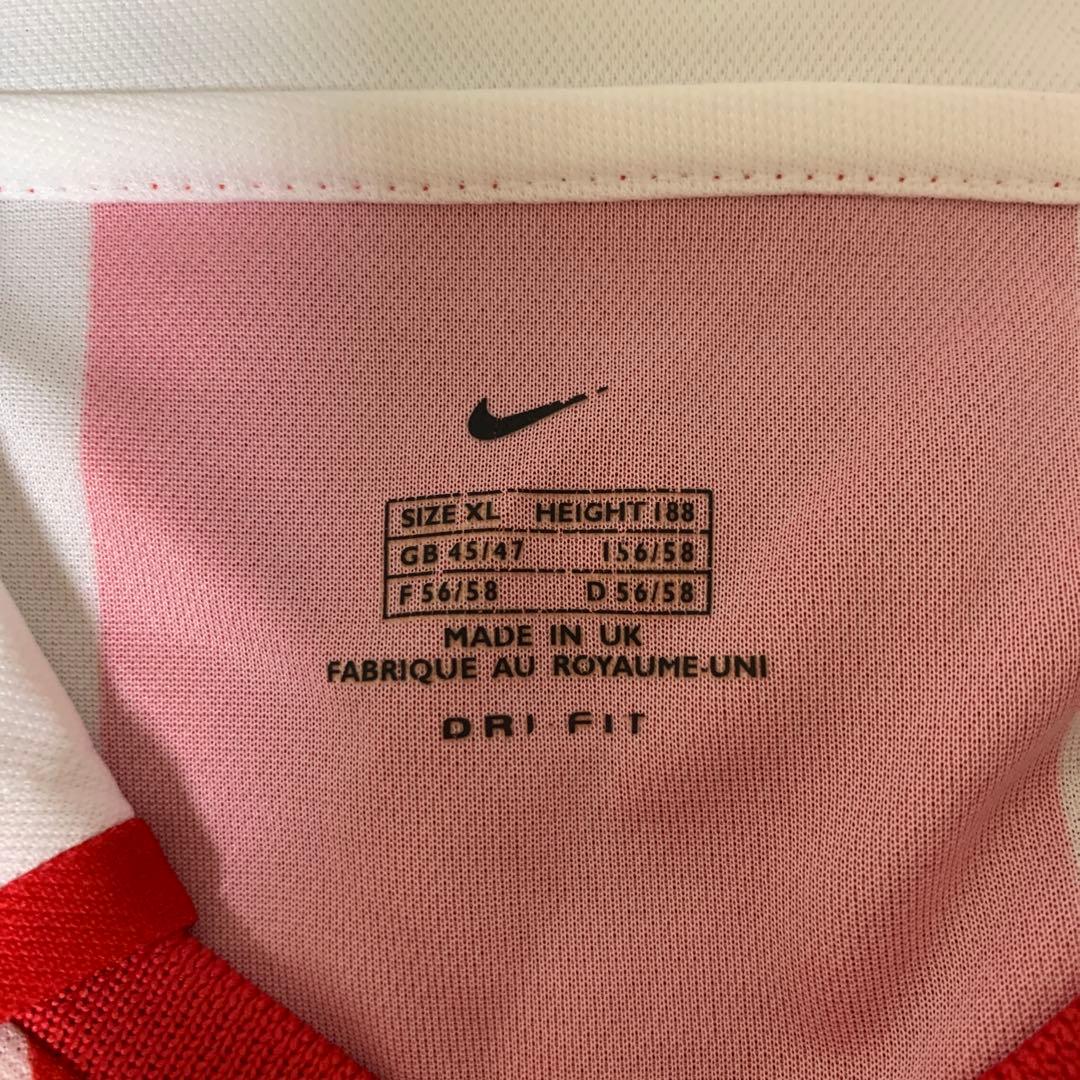 SIZE XL HEIGHT 188
GB 45/47 I 56/58
F 56/58 D 56/58
MADE IN UK
FABRIQUE AU ROYAUME-UNI
DRI-FIT